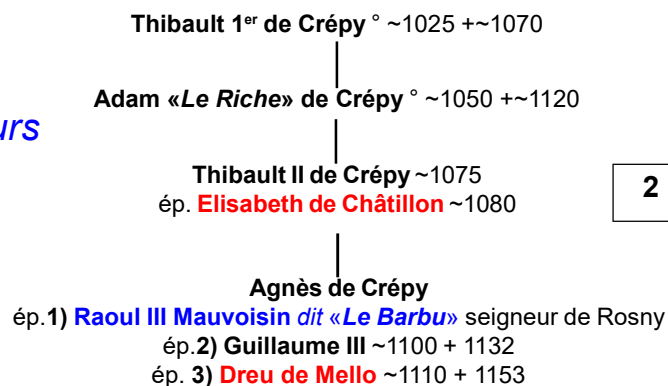 Thibault 1er de Crépy ° ~1025 +~1070
Adam «Le Riche» de Crépy ° ~1050 +~1120
Thibault II de Crépy ~1075
ép. Elisabeth de Châtillon ~1080
2
Agnès de Crépy
ép.1) Raoul III Mauvoisin dit «Le Barbu» seigneur de Rosny
ép.2) Guillaume III ~1100 + 1132
ép. 3) Dreu de Mello ~1110 + 1153